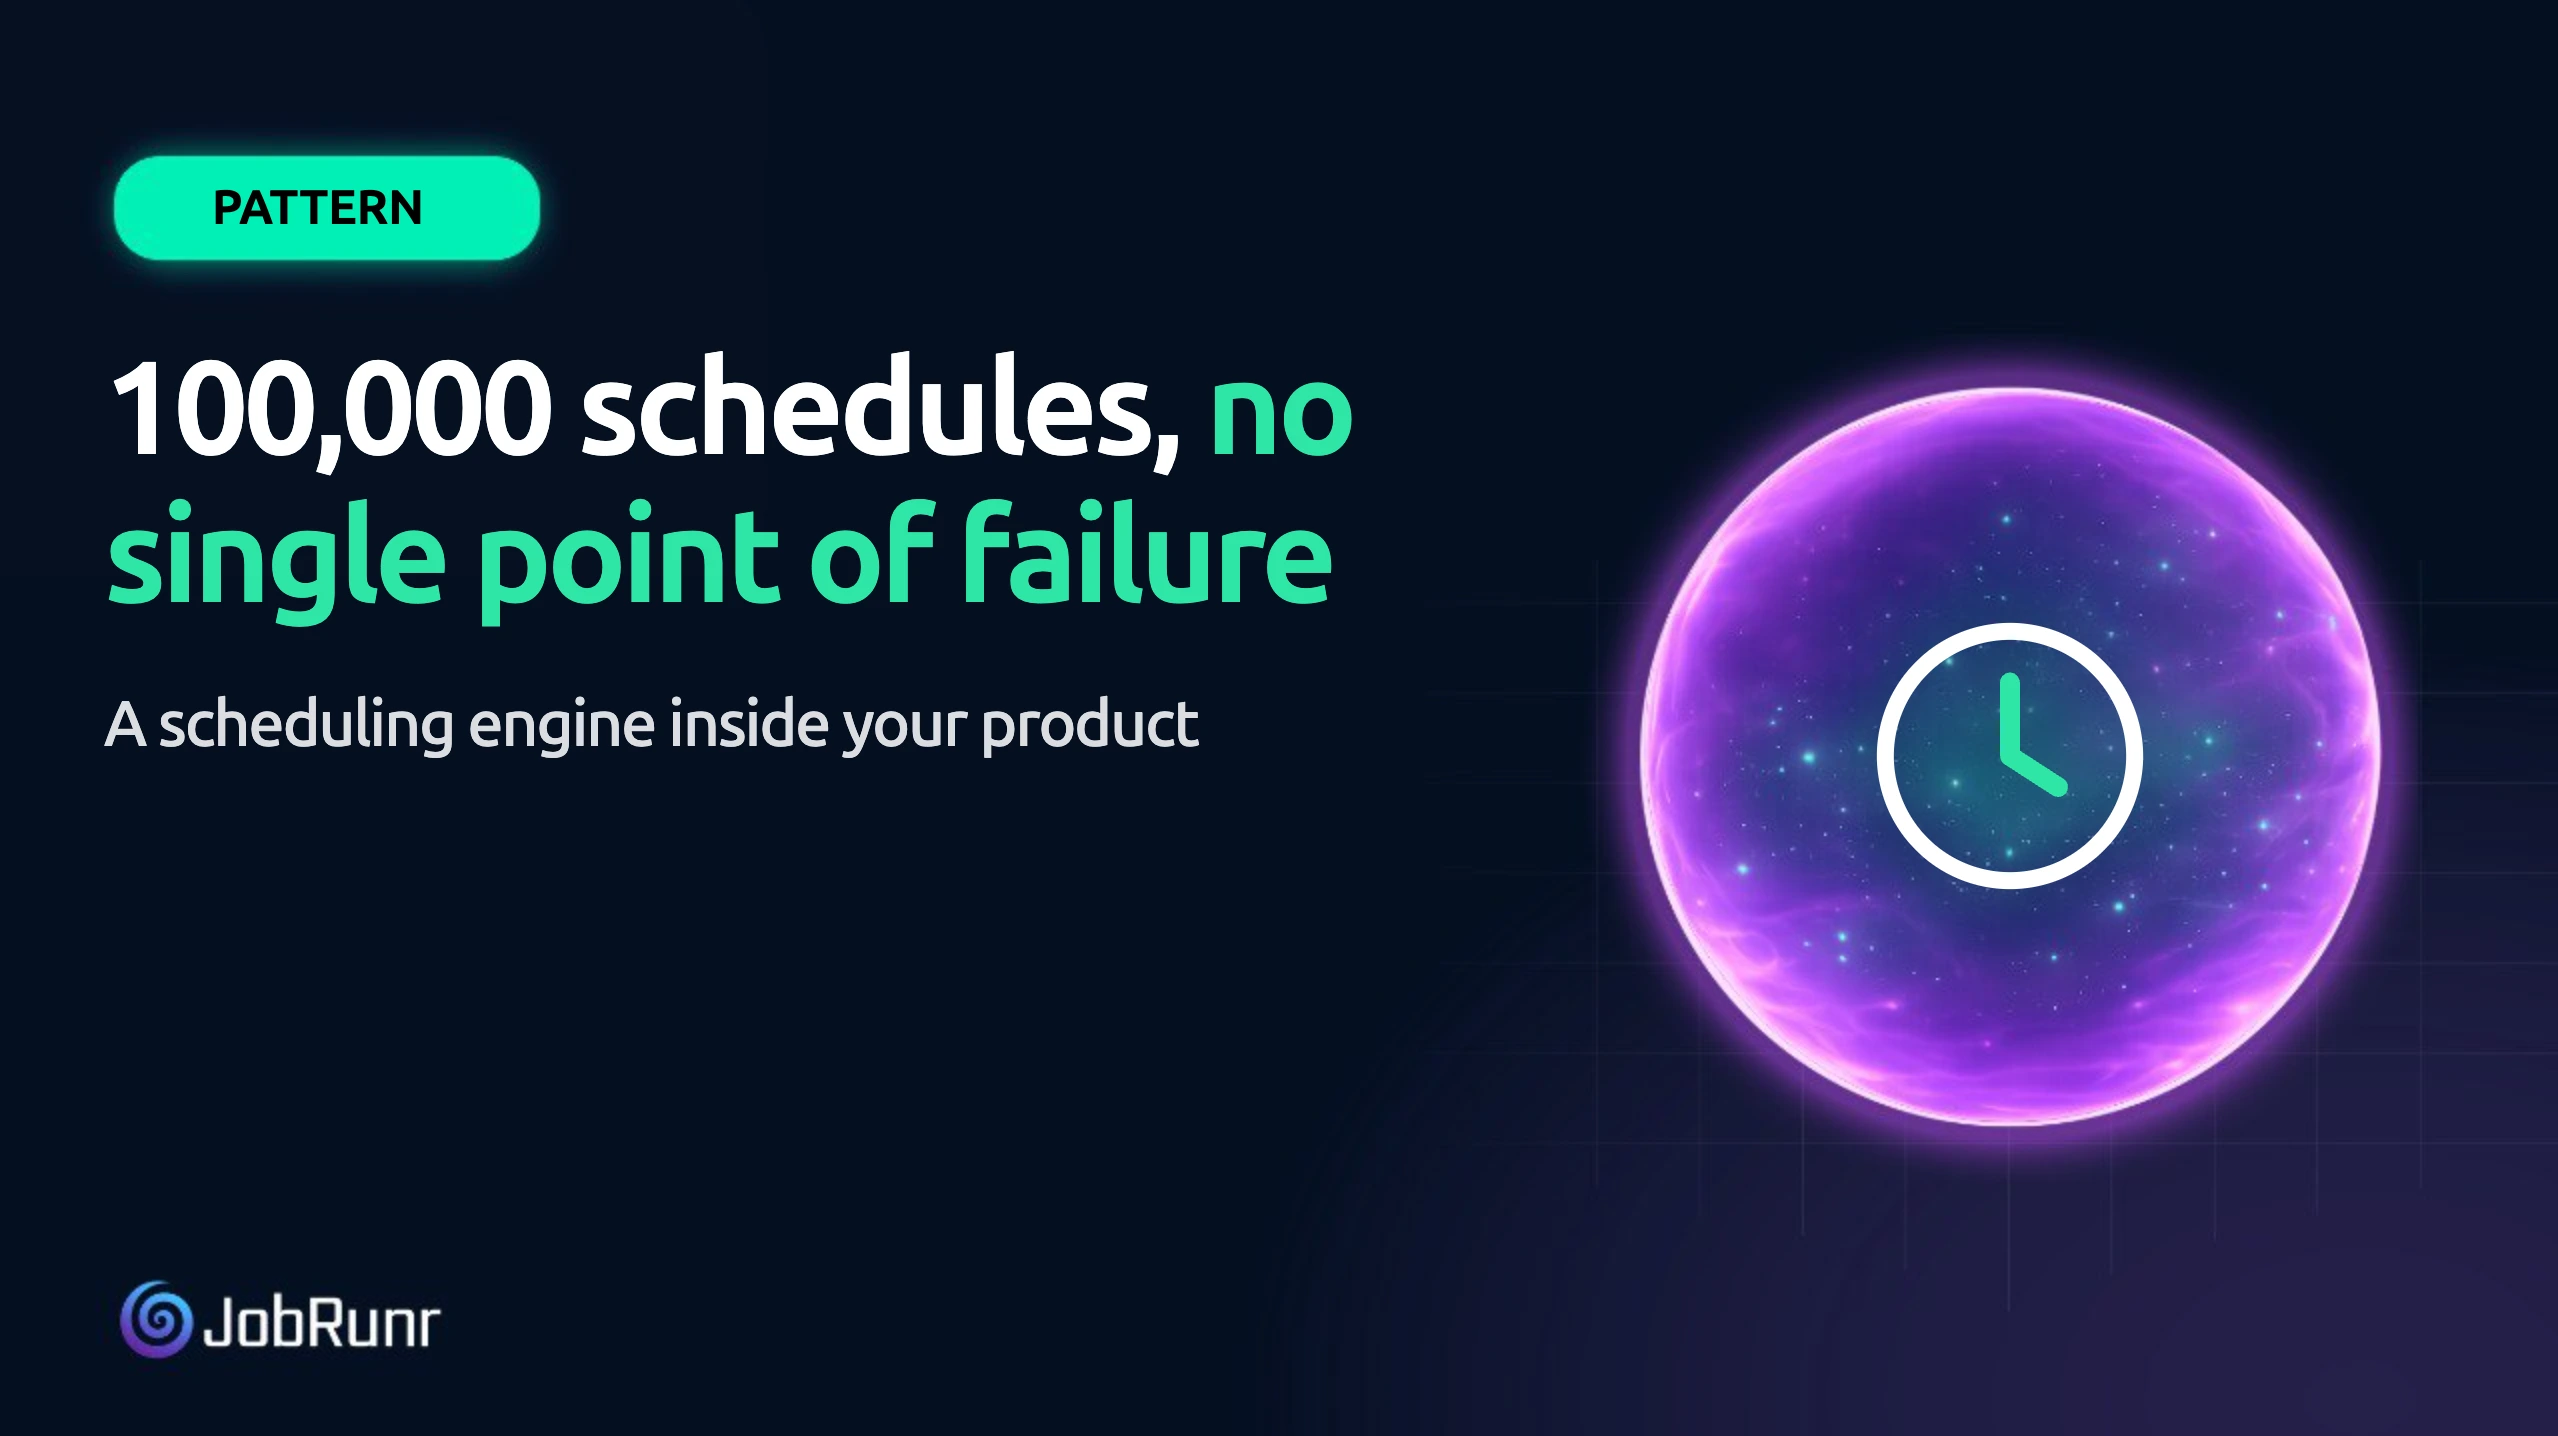 PATTERN
100,000 schedules, no
single point of failure
A scheduling engine inside your product
JobRunr